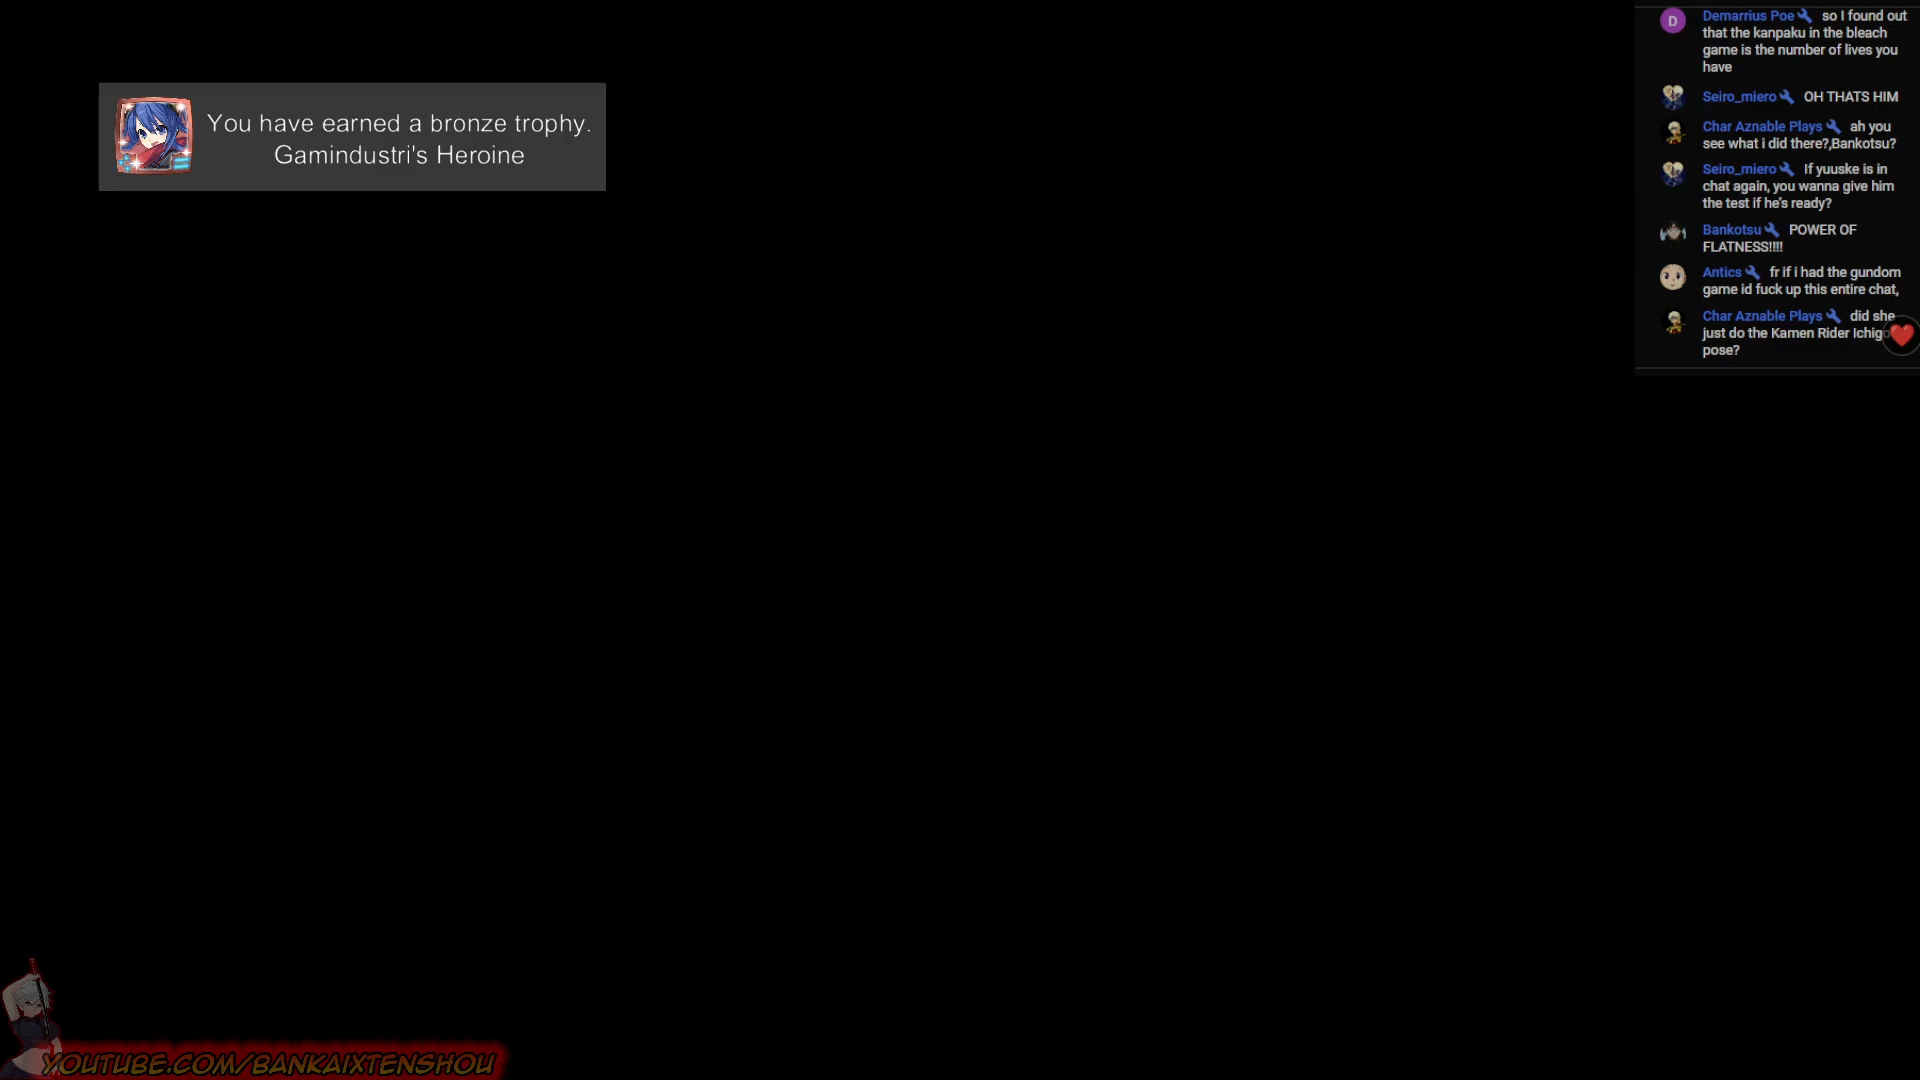 You have earned a bronze trophy.
Gamindustri's Heroine
D
Demarrius Poe so I found out
that the kanpaku in the bleach
game is the number of lives you
have
Seiro_miero OH THATS HIM
Char Aznable Plays ah you
see what i did there?,Bankotsu?
Seiro_miero If yuuske is in
chat again, you wanna give him
the test if he's ready?
Bankotsu POWER OF
FLATNESS!!!!
Antics fr if i had the gundom
game id fuck up this entire chat,
Char Aznable Plays did she
just do the Kamen Rider Ichigo
pose?
YOUTUBE.COM/BANKAIXTENSHOU